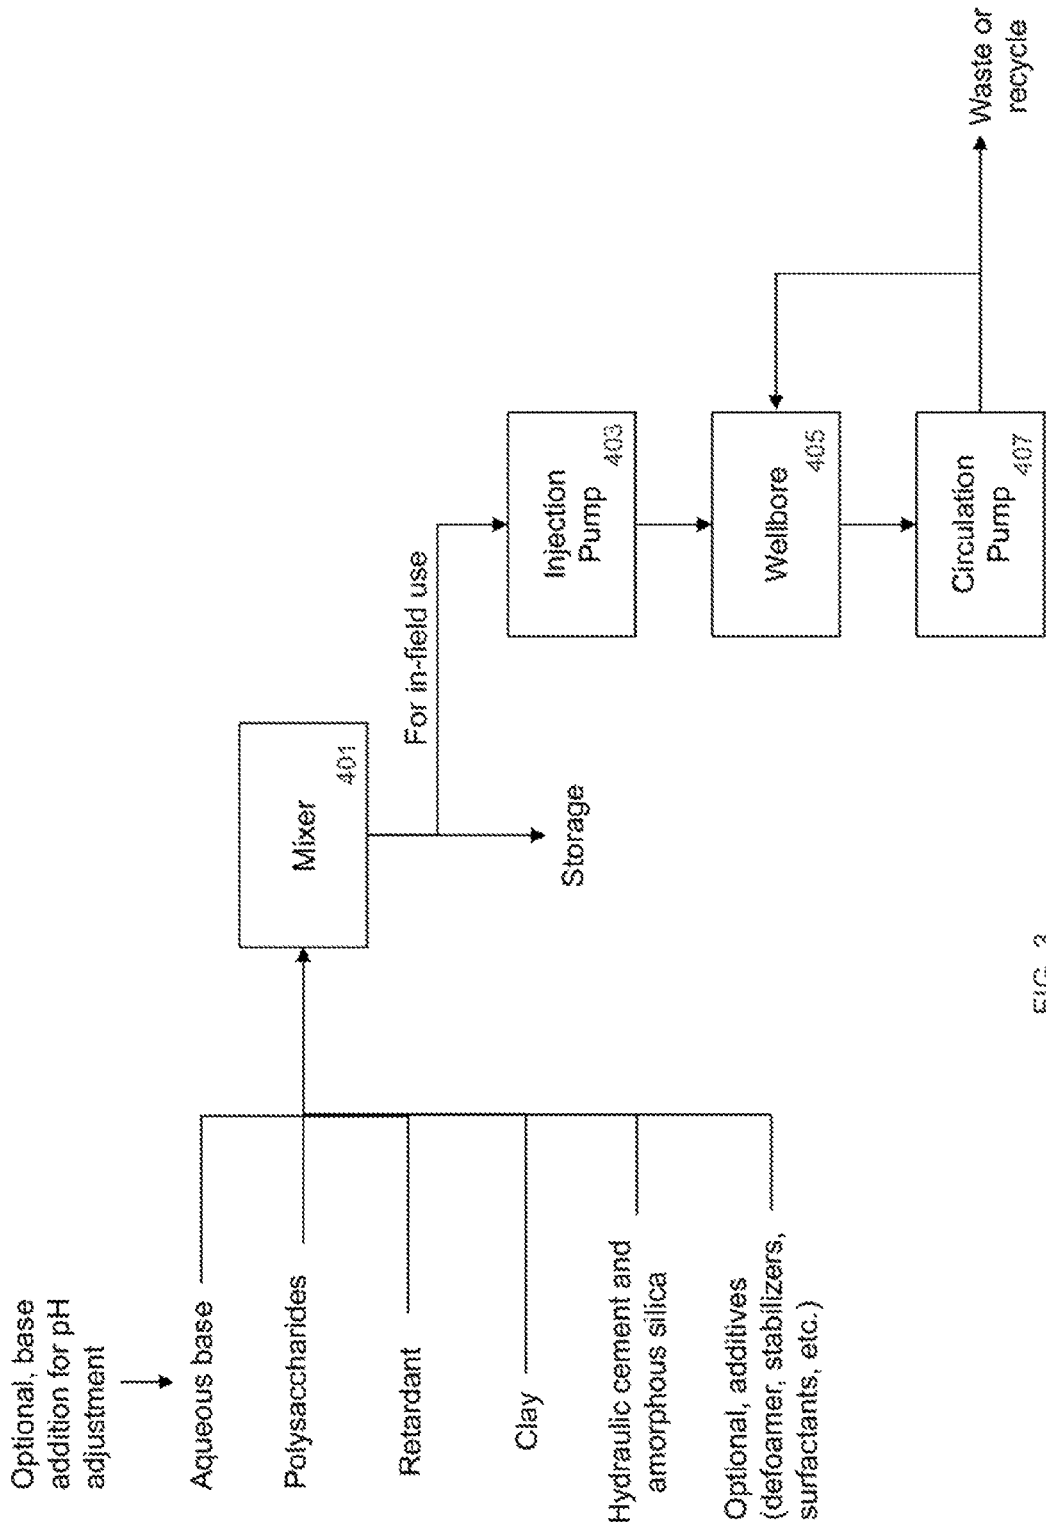 Optional, base
addition for pH
adjustment
Aqueous base
Polysaccharides
Retardant
Clay
Hydraulic cement and
amorphous silica
Optional, additives
(defoamer, stabilizers,
surfactants, etc.)
Mixer
401
For in-field use
Storage
Injection
Pump
403
Wellbore
405
Circulation
Pump
407
Waste or
recycle